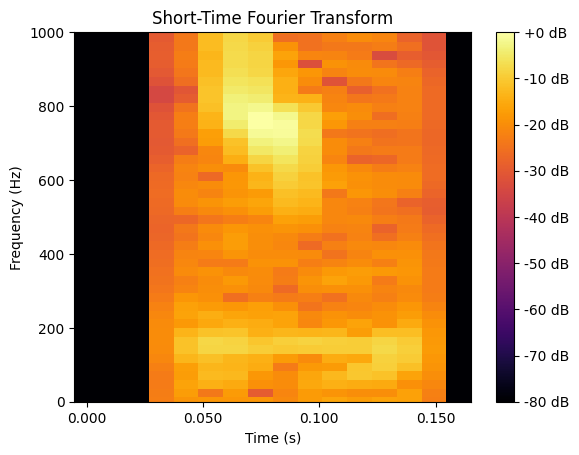 Short-Time Fourier Transform
+0 dB
1000
-10 dB
800
-20 dB
-30 dB
600
Frequency (Hz)
-40 dB
400
-50 dB
-60 dB
200
-70 dB
0
-80 dB
0.000
0.050
0.100
0.150
Time (s)